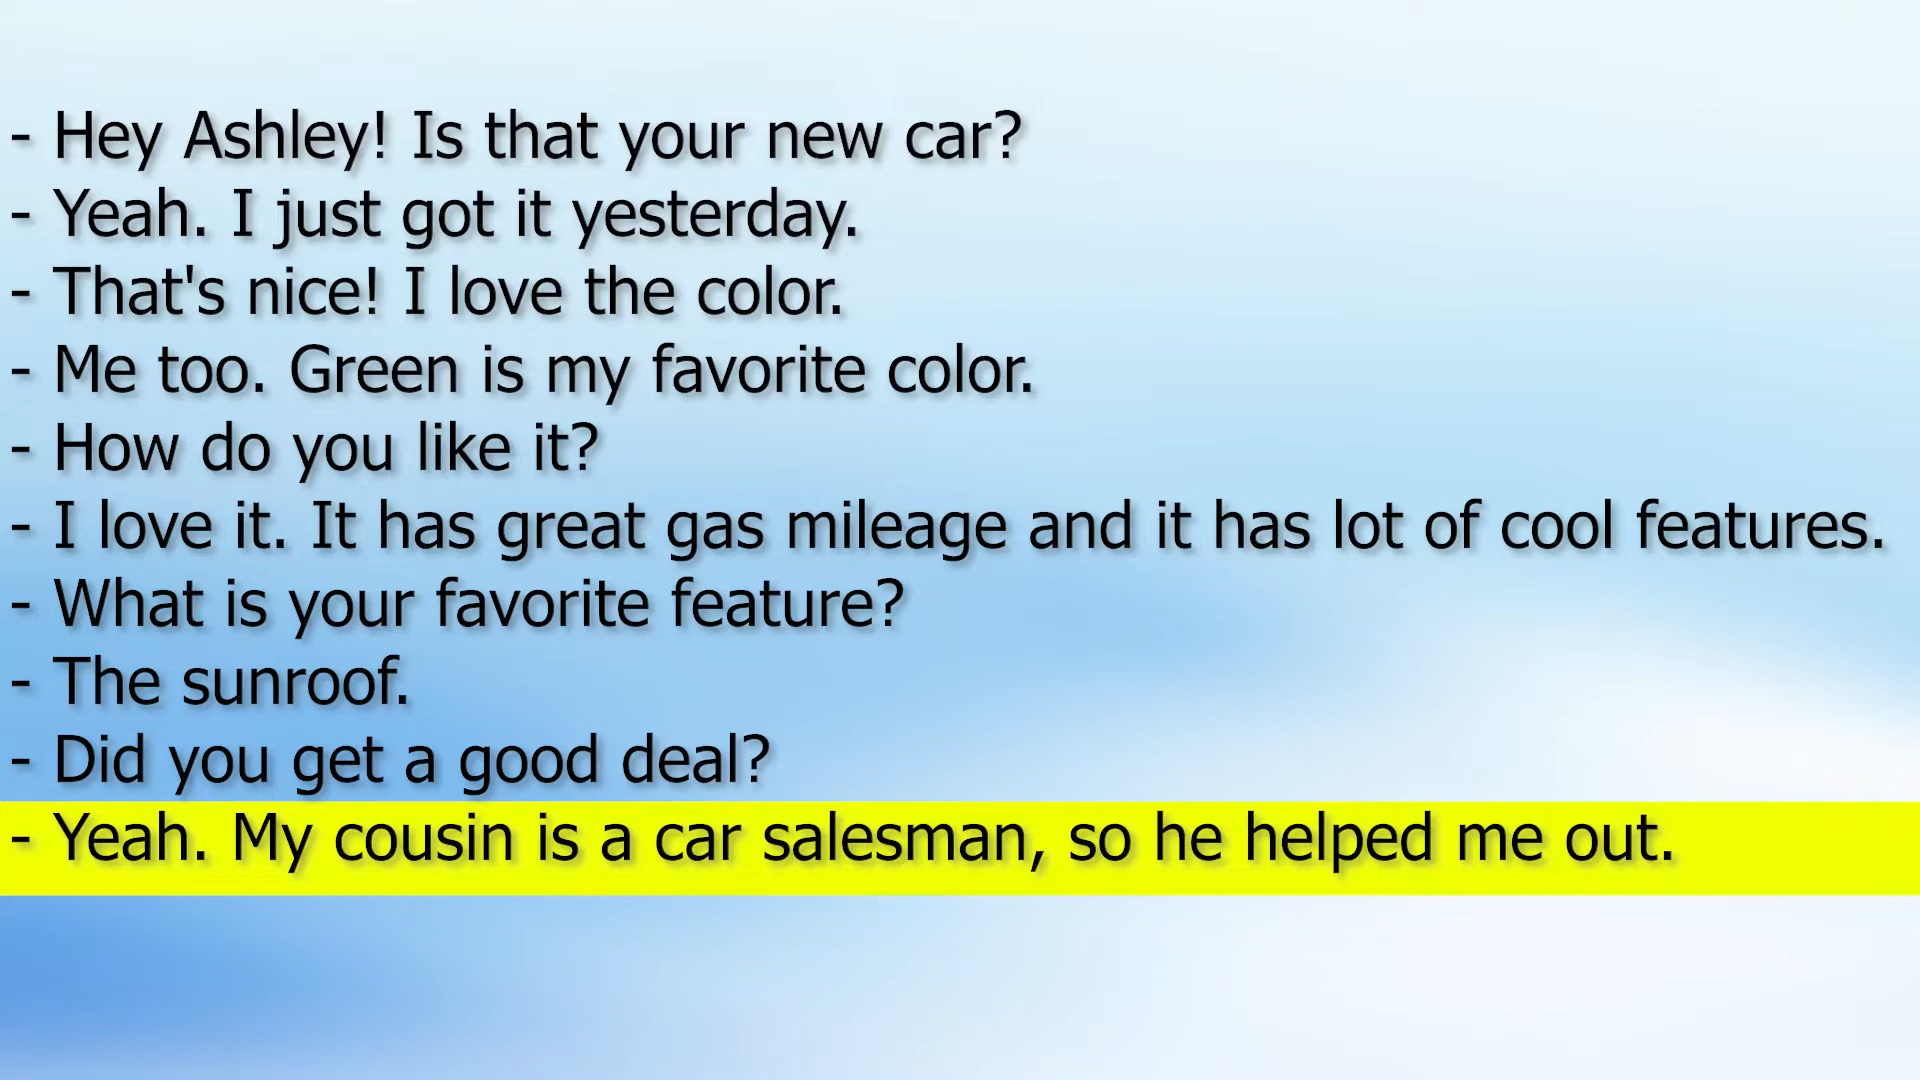 - Hey Ashley! Is that your new car?
- Yeah. I just got it yesterday.
- That's nice! I love the color.
- Me too. Green is my favorite color.
- How do you like it?
- I love it. It has great gas mileage and it has lot of cool features.
- What is your favorite feature?
- The sunroof.
- Did you get a good deal?
- Yeah. My cousin is a car salesman, so he helped me out.